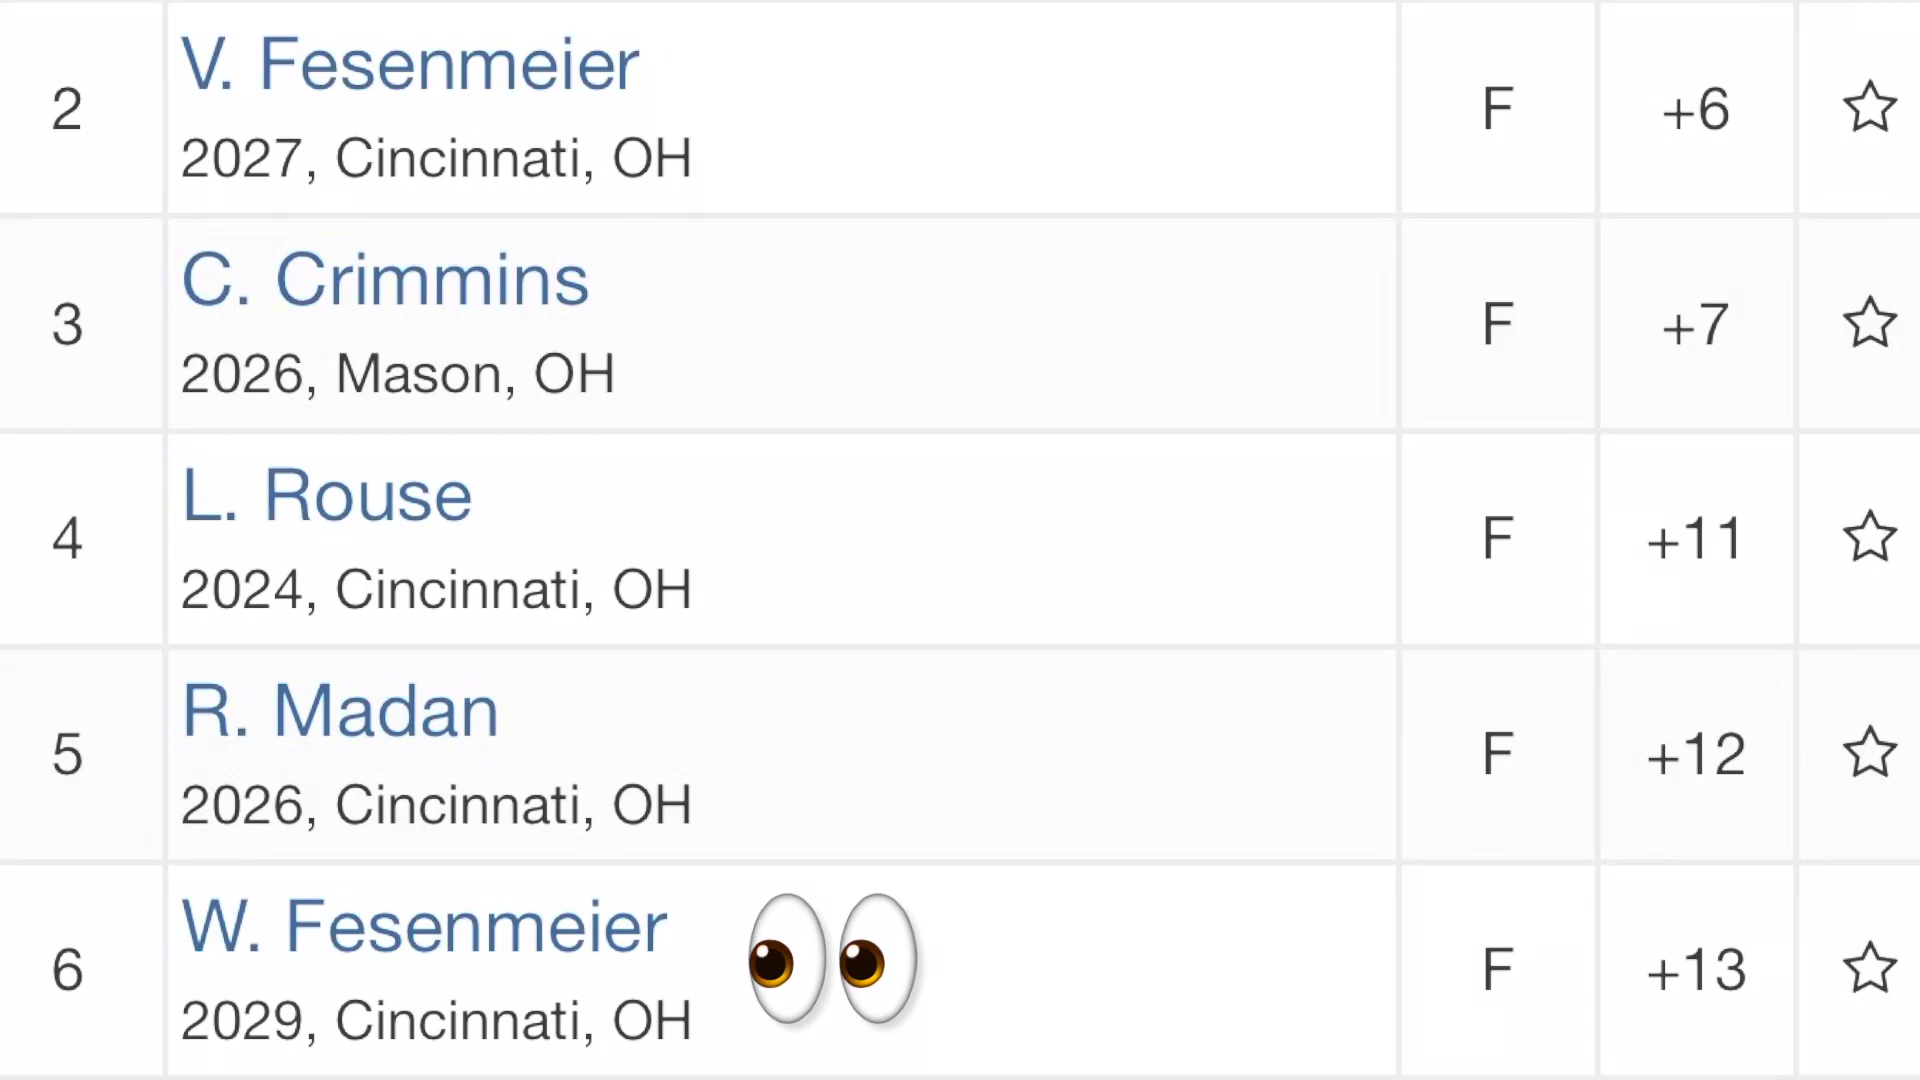 2
V. Fesenmeier
2027, Cincinnati, OH
F
+6
3
C. Crimmins
2026, Mason, OH
F
+7
4
L. Rouse
2024, Cincinnati, OH
F
+11
5
R. Madan
2026, Cincinnati, OH
F
+12
6
W. Fesenmeier
2029, Cincinnati, OH
F
+13